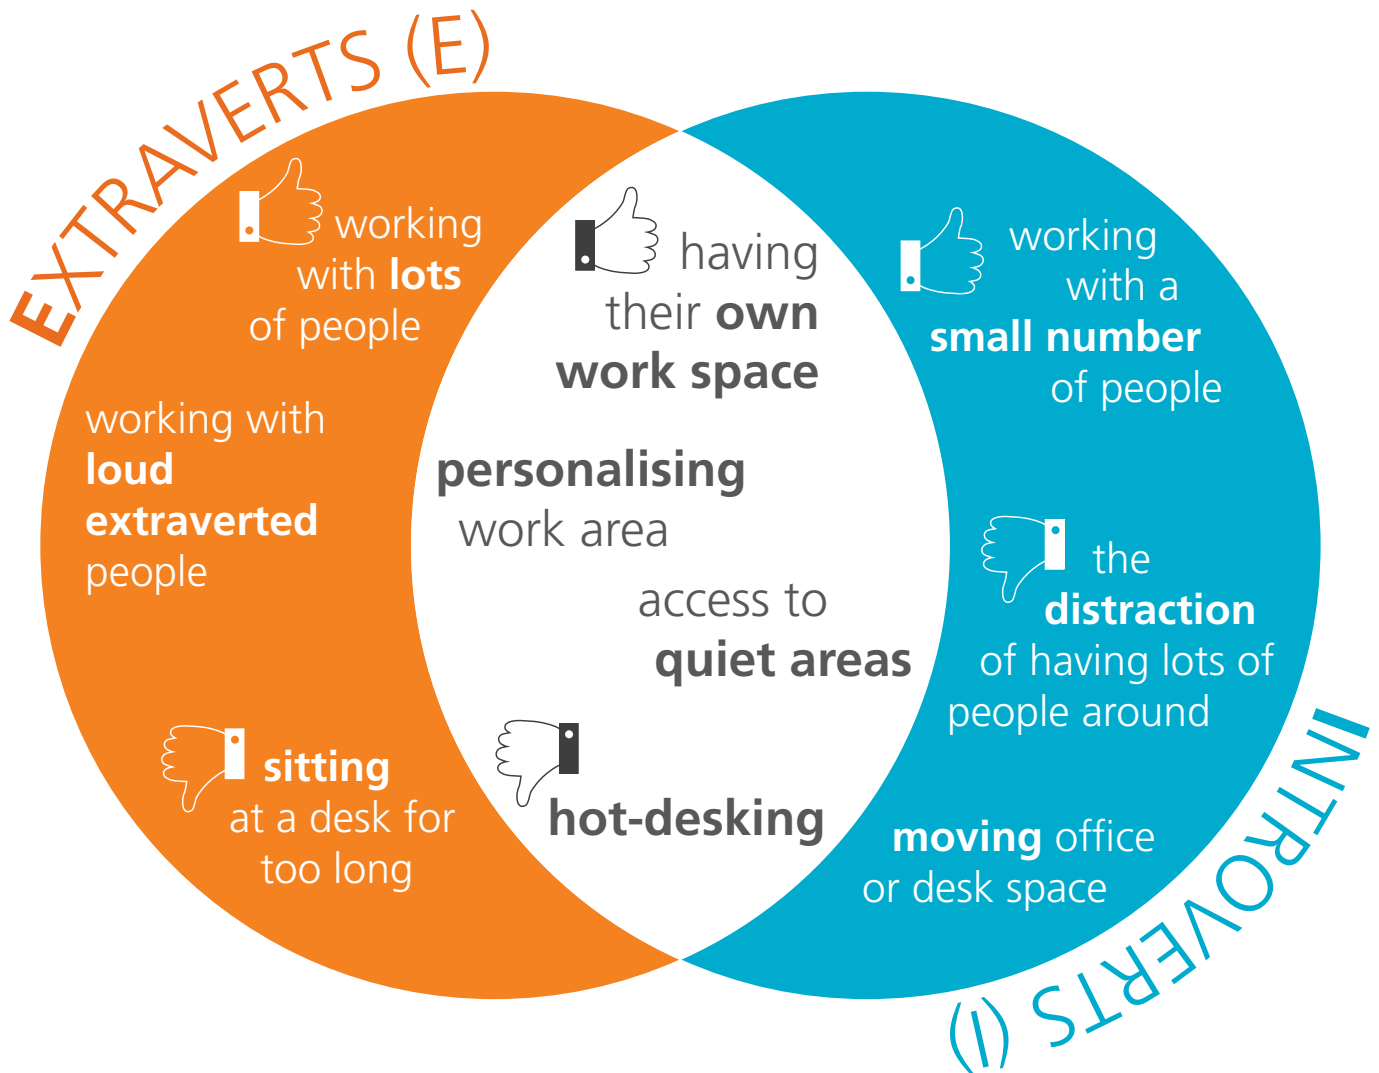 EXTRAVERTS (E)
working
with lots
of people
working with
loud
extraverted
people
sitting
at a desk for
too long
having
their own
work space
personalising
work area
access to
quiet areas
hot-desking
working
with a
small number
of people
the
distraction
of having lots of
people around
moving office
or desk space
INTROVERTS (I)